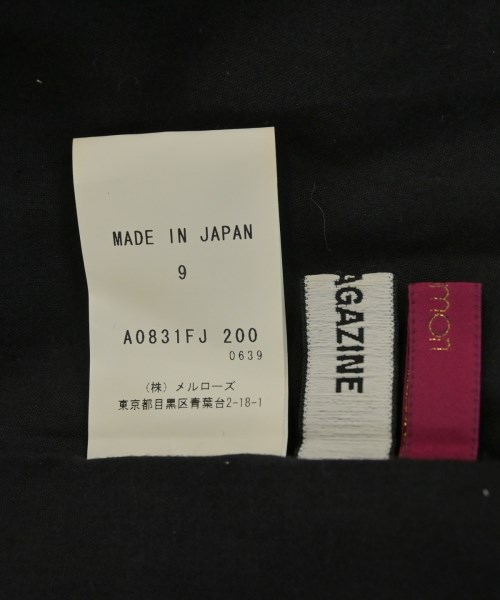 MADE IN JAPAN
9
A0831FJ 200
0639
(株) メルローズ
東京都目黒区青葉台2-18-1
AGAZINE
mori